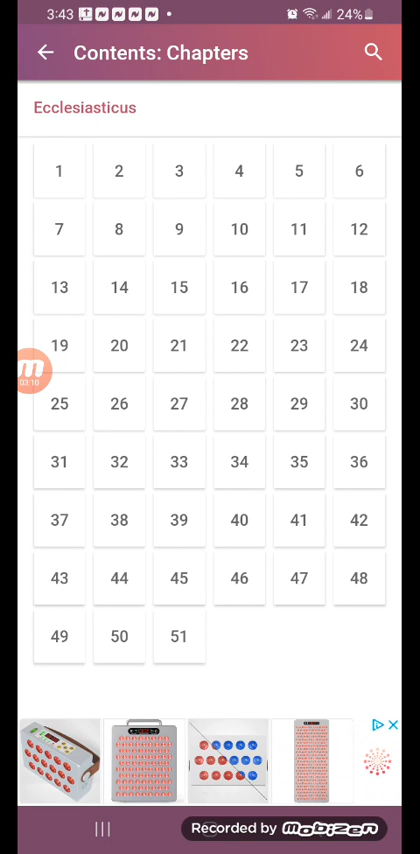 3:43 24%
Contents: Chapters
Ecclesiasticus
1 2 3 4 5 6
7 8 9 10 11 12
13 14 15 16 17 18
19 20 21 22 23 24
03:10
25 26 27 28 29 30
31 32 33 34 35 36
37 38 39 40 41 42
43 44 45 46 47 48
49 50 51
Recorded by mobizen